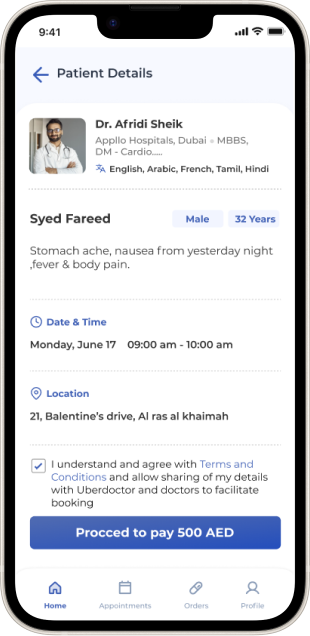 9:41
Patient Details
Dr. Afridi Sheik
Appllo Hospitals, Dubai • MBBS,
DM - Cardio.....
English, Arabic, French, Tamil, Hindi
Syed Fareed
Male
32 Years
Stomach ache, nausea from yesterday night
,fever & body pain.
Date & Time
Monday, June 17 09:00 am - 10:00 am
Location
21, Balentine's drive, Al ras al khaimah
I understand and agree with Terms and
Conditions and allow sharing of my details
with Uberdoctor and doctors to facilitate
booking
Procced to pay 500 AED
Home
Appointments
Orders
Profile